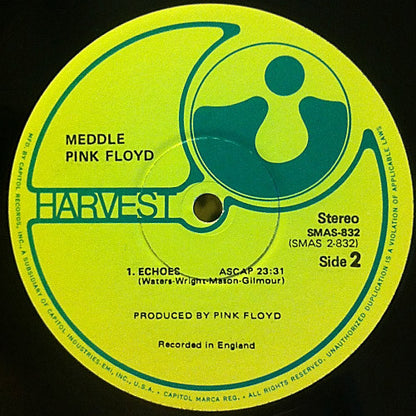 MEDDLE
PINK FLOYD
HARVEST
Stereo
SMAS-832
(SMAS 2-832)
Side 2
1. ECHOES ASCAP 23:31
(Waters-Wright-Mason-Gilmour)
PRODUCED BY PINK FLOYD
Recorded in England
MF'D. BY CAPITOL RECORDS, INC., A SUBSIDIARY OF CAPITOL INDUSTRIES-EMI, INC., U.S.A. • CAPITOL MARCA REG. • ALL RIGHTS RESERVED. UNAUTHORIZED DUPLICATION IS A VIOLATION OF APPLICABLE LAWS